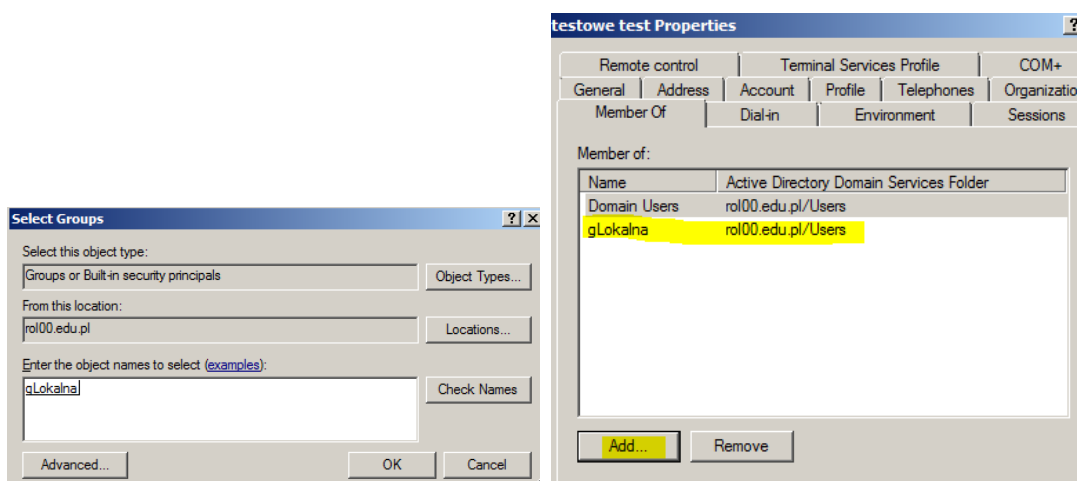 Select Groups
Select this object type:
Groups or Built-in security principals
Object Types...
From this location:
rol00.edu.pl
Locations...
Enter the object names to select (examples):
gLokalna
Check Names
Advanced...
OK
Cancel
testowe test Properties
Remote control
Terminal Services Profile
COM+
General
Address
Account
Profile
Telephones
Organizatio
Member Of
Dial-in
Environment
Sessions
Member of:
Name
Active Directory Domain Services Folder
Domain Users
rol00.edu.pl/Users
gLokalna
rol00.edu.pl/Users
Add...
Remove